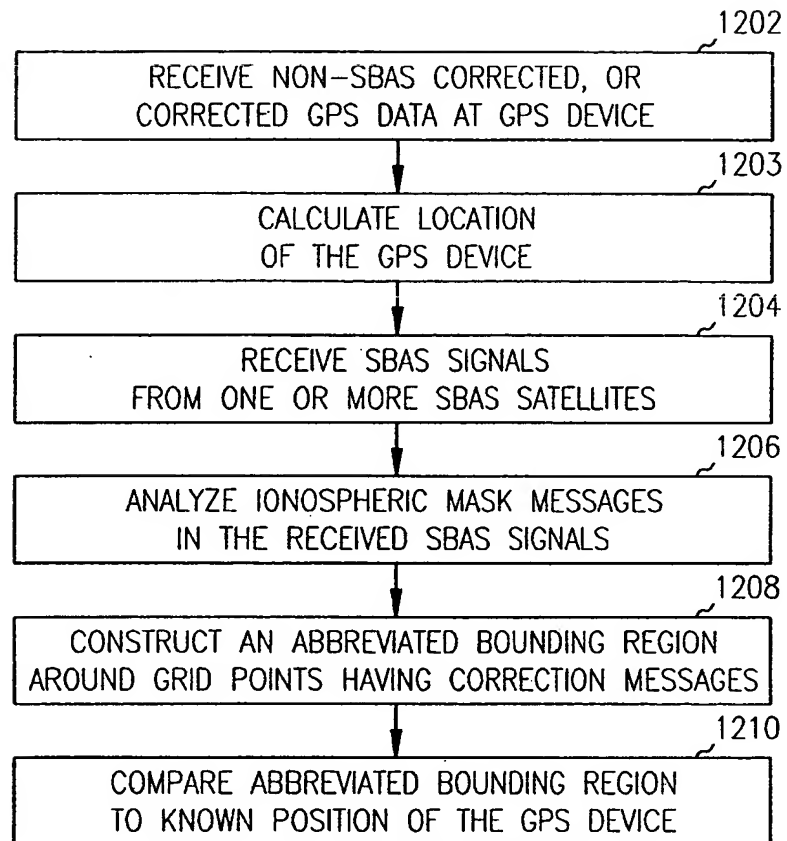 1202
RECEIVE NON-SBAS CORRECTED, OR
CORRECTED GPS DATA AT GPS DEVICE
1203
CALCULATE LOCATION
OF THE GPS DEVICE
1204
RECEIVE SBAS SIGNALS
FROM ONE OR MORE SBAS SATELLITES
1206
ANALYZE IONOSPHERIC MASK MESSAGES
IN THE RECEIVED SBAS SIGNALS
1208
CONSTRUCT AN ABBREVIATED BOUNDING REGION
AROUND GRID POINTS HAVING CORRECTION MESSAGES
1210
COMPARE ABBREVIATED BOUNDING REGION
TO KNOWN POSITION OF THE GPS DEVICE